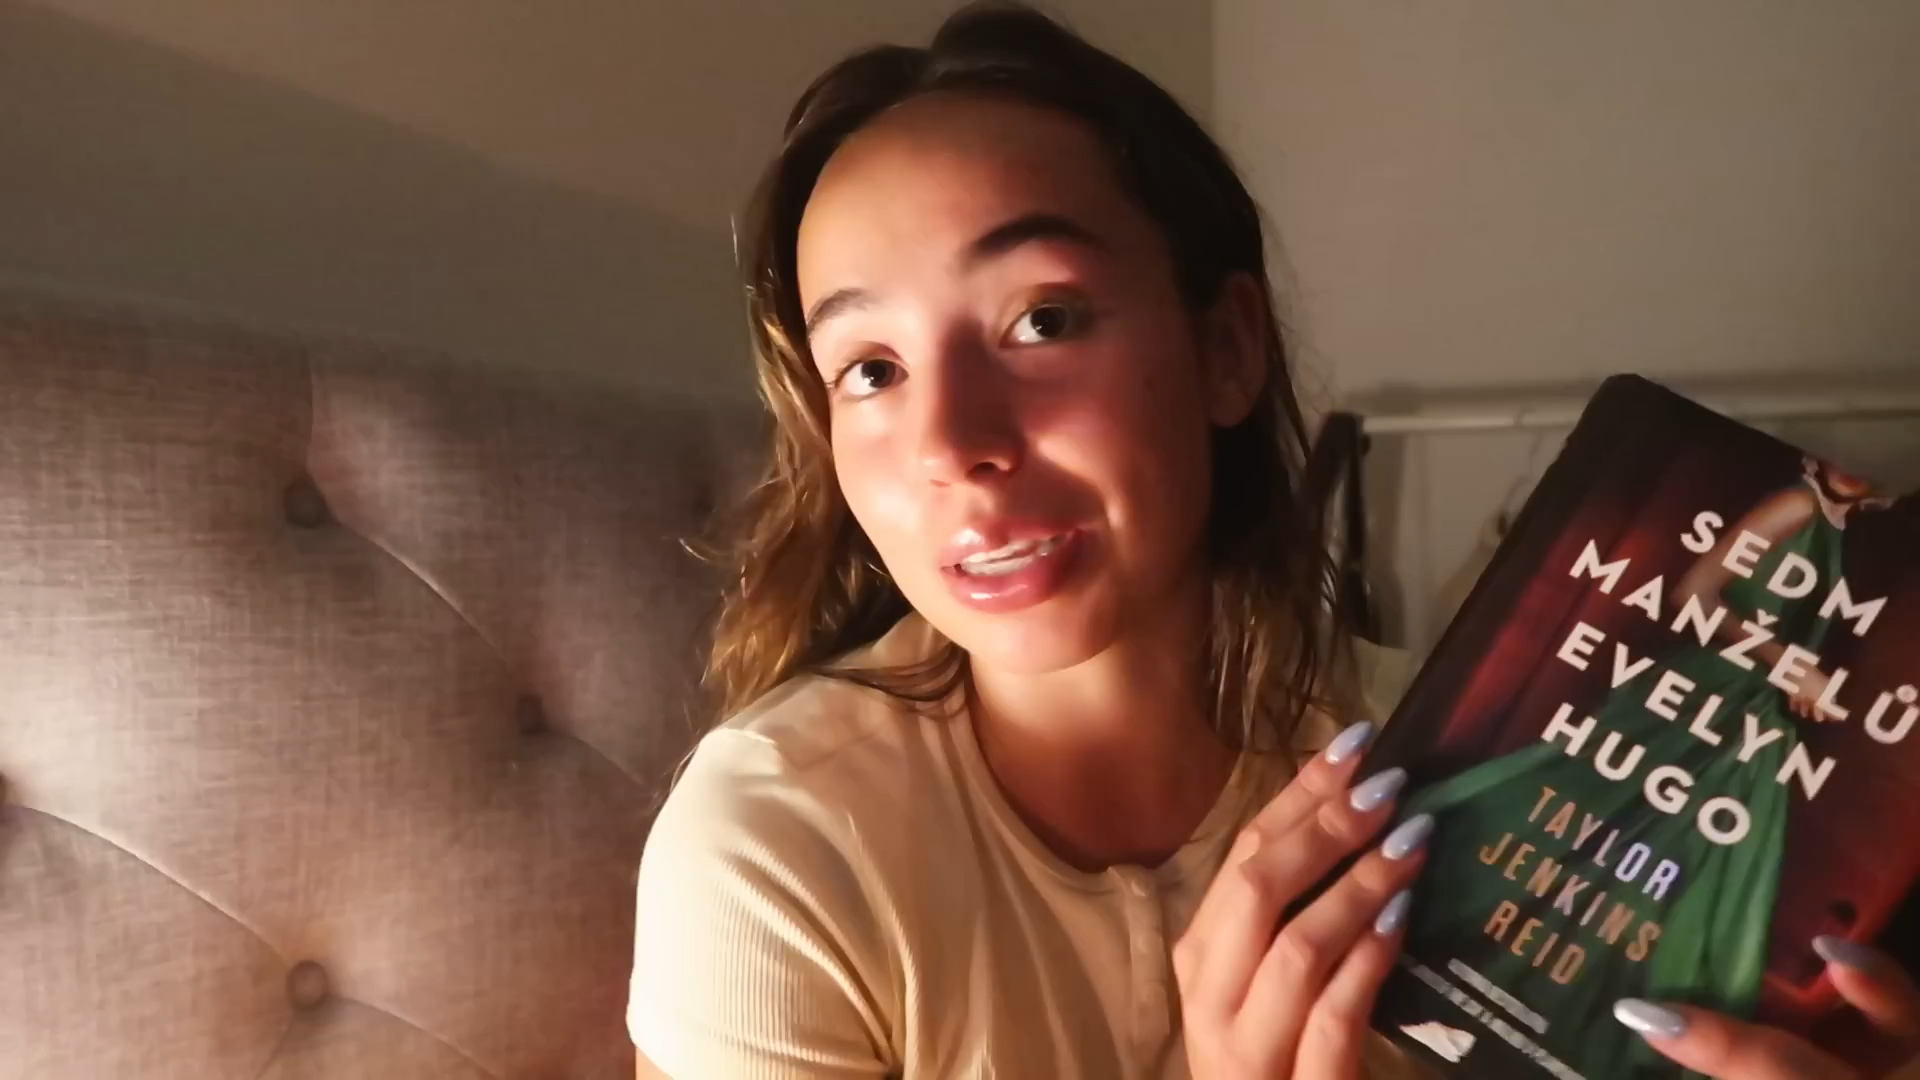 SEDM
MANŽELŮ
EVELYN
HUGO
TAYLOR
JENKINS
REID